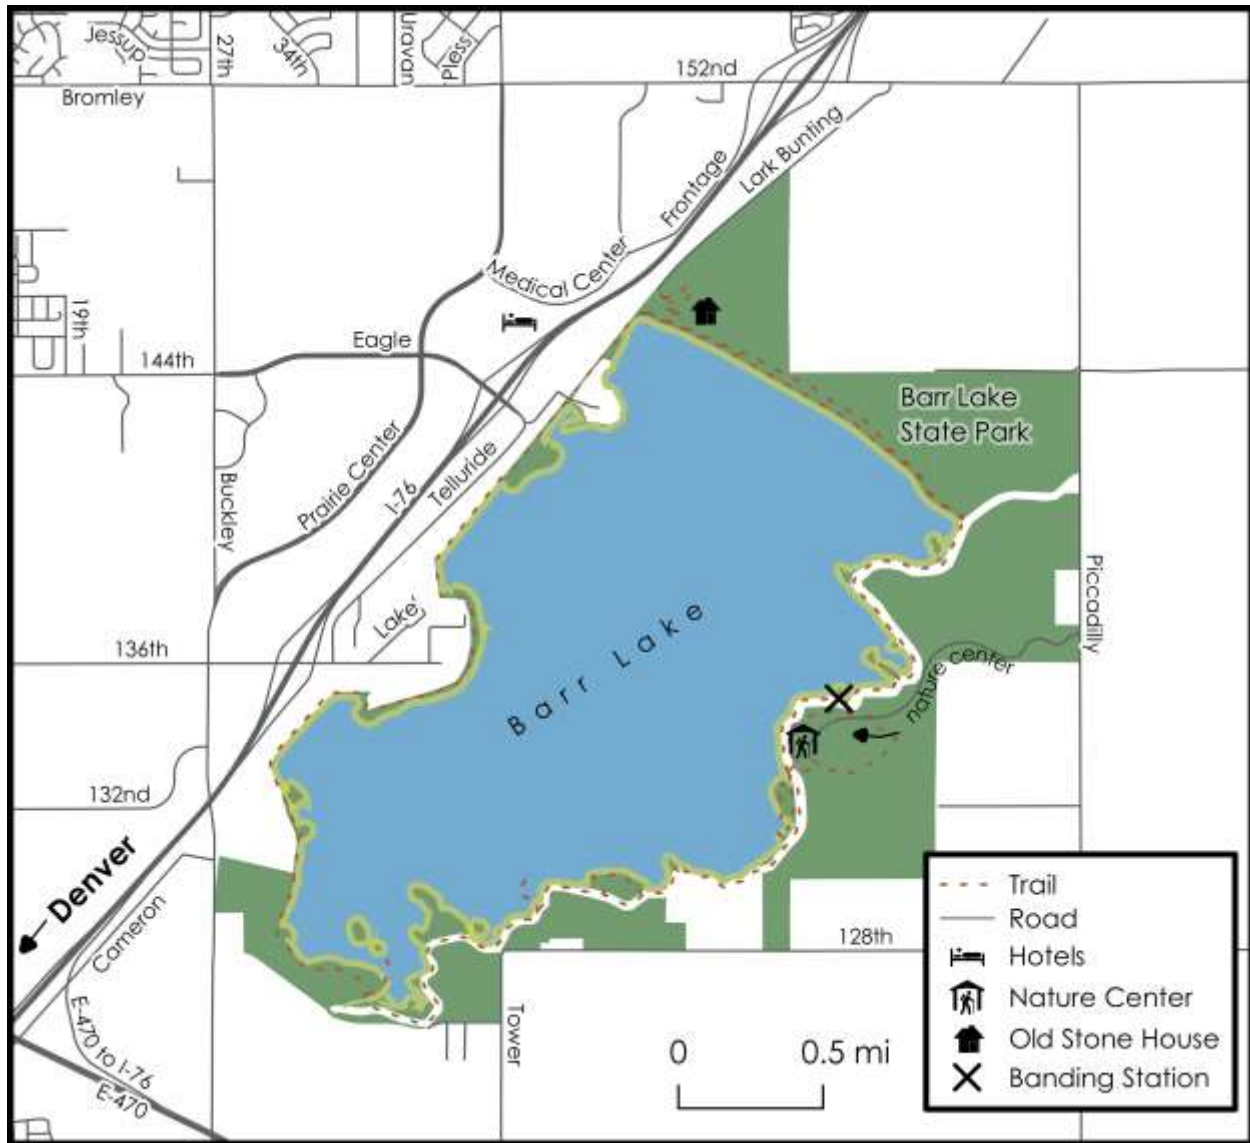 Jessup
27th
34th
Uravan
Pless
152nd
Bromley
Lark Bunting
Frontage
Medical Center
19th
Eagle
144th
Barr Lake
State Park
Prairie Center
I-76
Telluride
Buckley
Piccadilly
Lake
Barr Lake
136th
nature center
132nd
Denver
Cameron
128th
E-470 to I-76
E-470
Tower
0 0.5 mi
Trail
Road
Hotels
Nature Center
Old Stone House
Banding Station